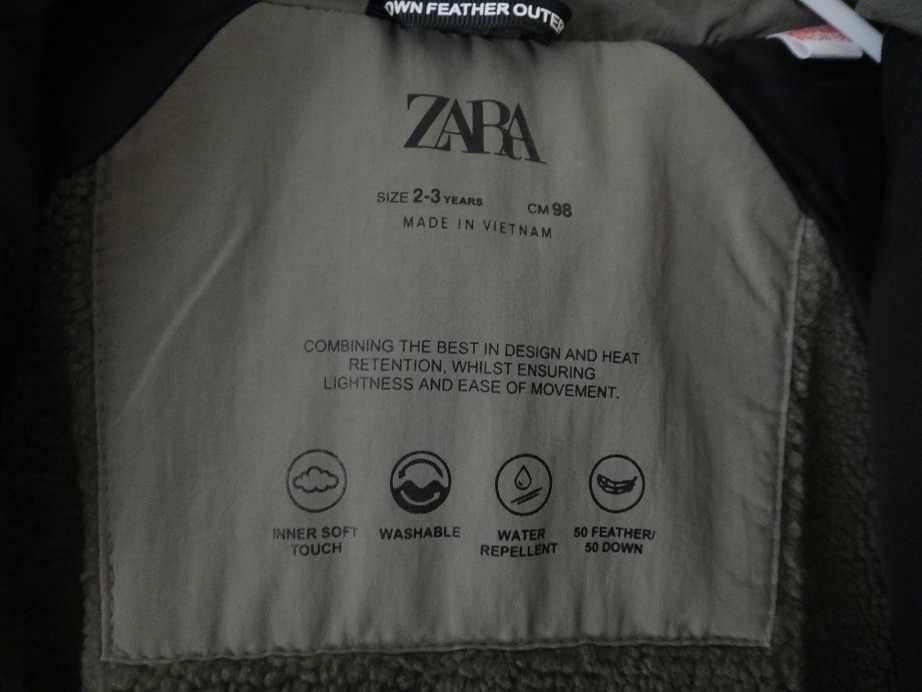 OWN FEATHER OUTE
ZARA
SIZE 2-3 YEARS CM 98
MADE IN VIETNAM
COMBINING THE BEST IN DESIGN AND HEAT
RETENTION, WHILST ENSURING
LIGHTNESS AND EASE OF MOVEMENT.
INNER SOFT
TOUCH
WASHABLE
WATER
REPELLENT
50 FEATHER/
50 DOWN